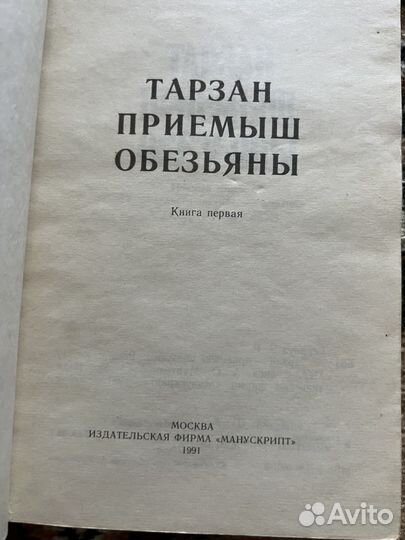 ТАРЗАН
ПРИЕМЫШ
ОБЕЗЬЯНЫ
Книга первая
МОСКВА
ИЗДАТЕЛЬСКАЯ ФИРМА «МАНУСКРИПТ»
1991
Avito